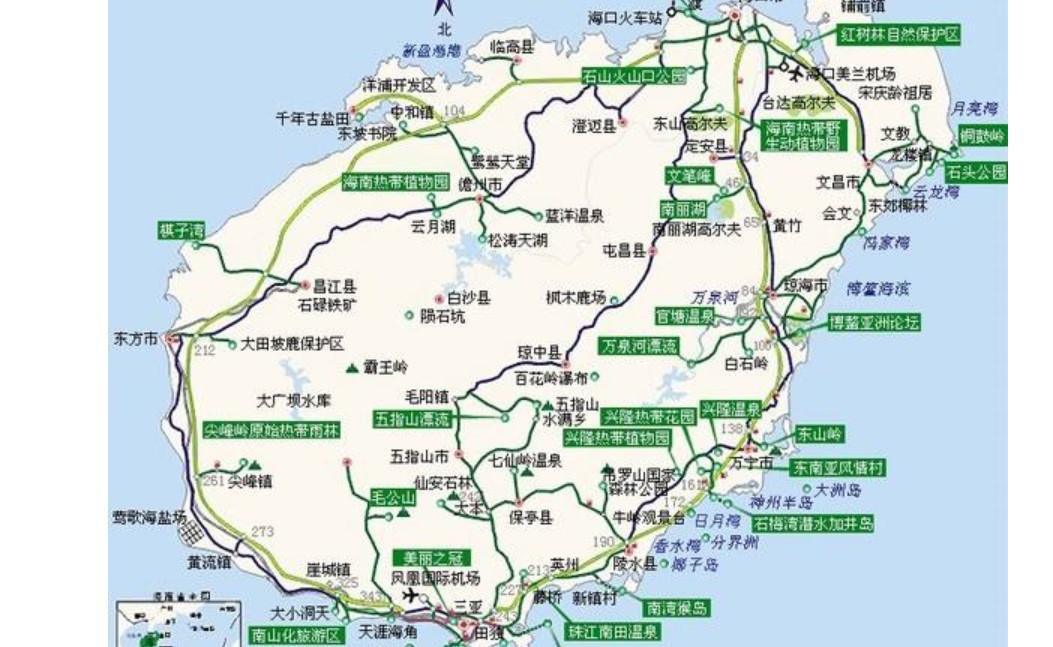 北
海口火车站
铺前镇
红树林自然保护区
新盈海湾
临高县
石山火山口公园
海口美兰机场
洋浦开发区
宋庆龄祖居
台达高尔夫
中和镇
104
千年古盐田
东坡书院
澄迈县
东山高尔夫
海南热带野
生动植物园
月亮湾
文教
铜鼓岭
定安县
34
龙楼镇
鹭鸶天堂
石头公园
海南热带植物园
儋州市
文笔峰
46
文昌市
云龙湾
南丽湖
东郊椰林
云月湖
蓝洋温泉
会文
65
黄竹
南丽湖高尔夫
棋子湾
松涛天湖
冯家湾
屯昌县
昌江县
石碌铁矿
白沙县
枫木鹿场
万泉河
84
琼海市
博鳌海滨
陨石坑
官塘温泉
博鳌亚洲论坛
东方市
212
大田坡鹿保护区
万泉河漂流
琼中县
白石岭
霸王岭
百花岭瀑布
大广坝水库
毛阳镇
五指山
水满乡
五指山漂流
兴隆热带花园
兴隆温泉
尖峰岭原始热带雨林
兴隆热带植物园
138
东山岭
五指山市
七仙岭温泉
万宁市
东南亚风情村
261
尖峰镇
仙安石林
吊罗山国家
森林公园
161
大洲岛
毛公山
242
172
神州半岛
莺歌海盐场
保亭县
牛岭观景台
日月湾
石梅湾潜水加井岛
273
190
香水湾
分界洲
黄流镇
美丽之冠
英州
陵水县
椰子岛
崖城镇
325
凤凰国际机场
213
343
227
藤桥
新镇村
南湾猴岛
大小洞天
三亚
243
南山化旅游区
天涯海角
田独
珠江南田温泉